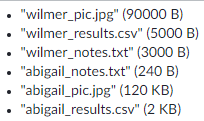 • "wilmer_pic.jpg" (90000 B)
• "wilmer_results.csv" (5000 B)
• "wilmer_notes.txt" (3000 B)
• "abigail_notes.txt" (240 B)
• "abigail_pic.jpg" (120 KB)
• "abigail_results.csv" (2 KB)